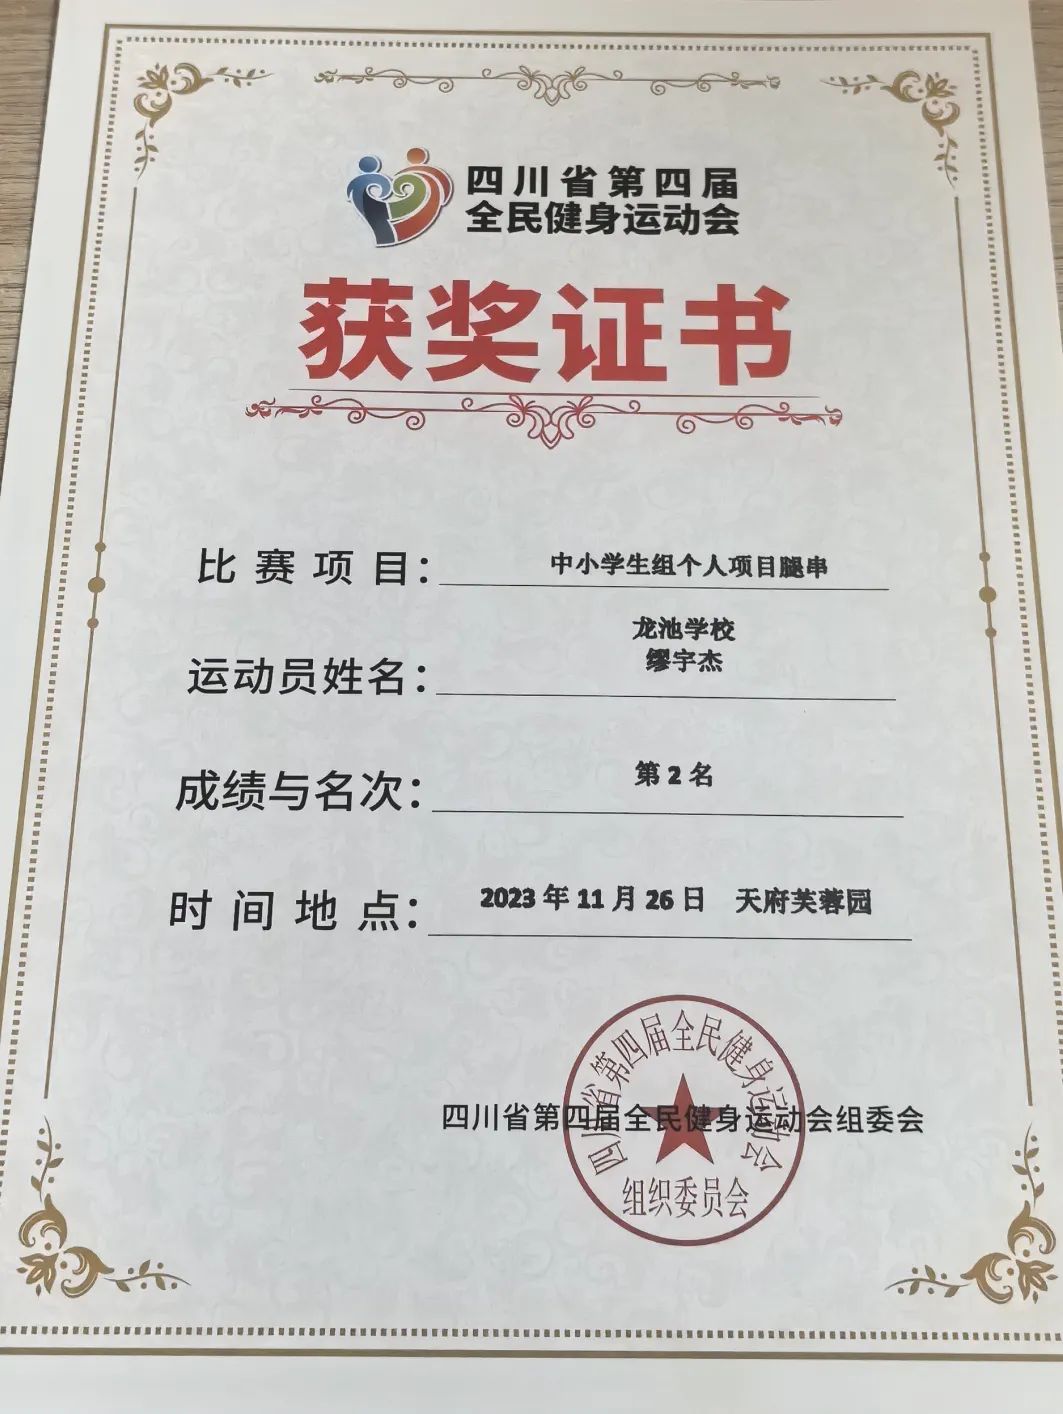 四川省第四届
全民健身运动会
获奖证书
比赛项目：中小学生组个人项目腿串
龙池学校
运动员姓名：缪宇杰
成绩与名次：第2名
时间地点：2023年11月26日 天府芙蓉园
四川省第四届全民健身运动会组委会
四川省第四届全民健身运动会
组织委员会